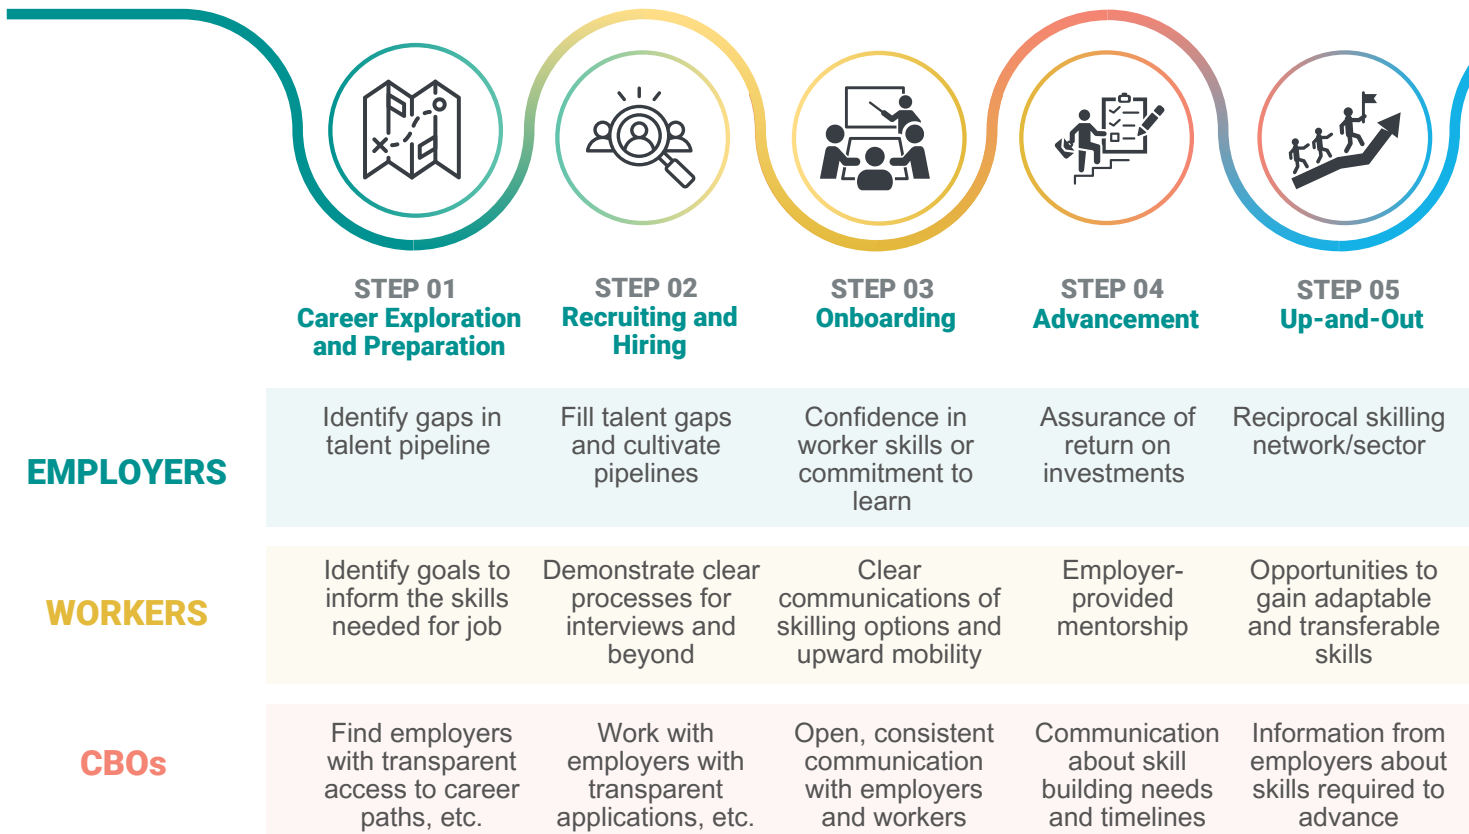 STEP 01
Career Exploration
and Preparation
STEP 02
Recruiting and
Hiring
STEP 03
Onboarding
STEP 04
Advancement
STEP 05
Up-and-Out
EMPLOYERS
Identify gaps in
talent pipeline
Fill talent gaps
and cultivate
pipelines
Confidence in
worker skills or
commitment to
learn
Assurance of
return on
investments
Reciprocal skilling
network/sector
WORKERS
Identify goals to
inform the skills
needed for job
Demonstrate clear
processes for
interviews and
beyond
Clear
communications of
skilling options and
upward mobility
Employer-
provided
mentorship
Opportunities to
gain adaptable
and transferable
skills
CBOs
Find employers
with transparent
access to career
paths, etc.
Work with
employers with
transparent
applications, etc.
Open, consistent
communication
with employers
and workers
Communication
about skill
building needs
and timelines
Information from
employers about
skills required to
advance